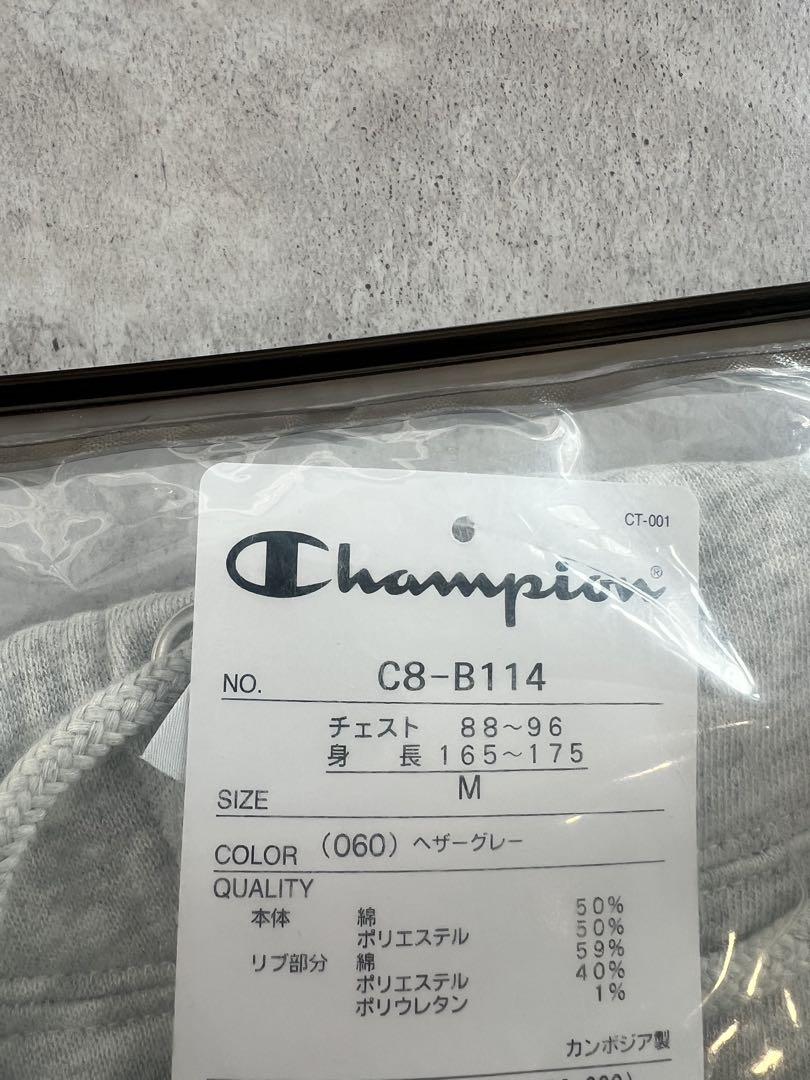 CT-001
Champion®
NO. C8-B114
チェスト 88～96
身 長 165～175
SIZE M
COLOR (060) ヘザーグレー
QUALITY
本体 綿 50%
ポリエステル 50%
リブ部分 綿 59%
ポリエステル 40%
ポリウレタン 1%
カンボジア製